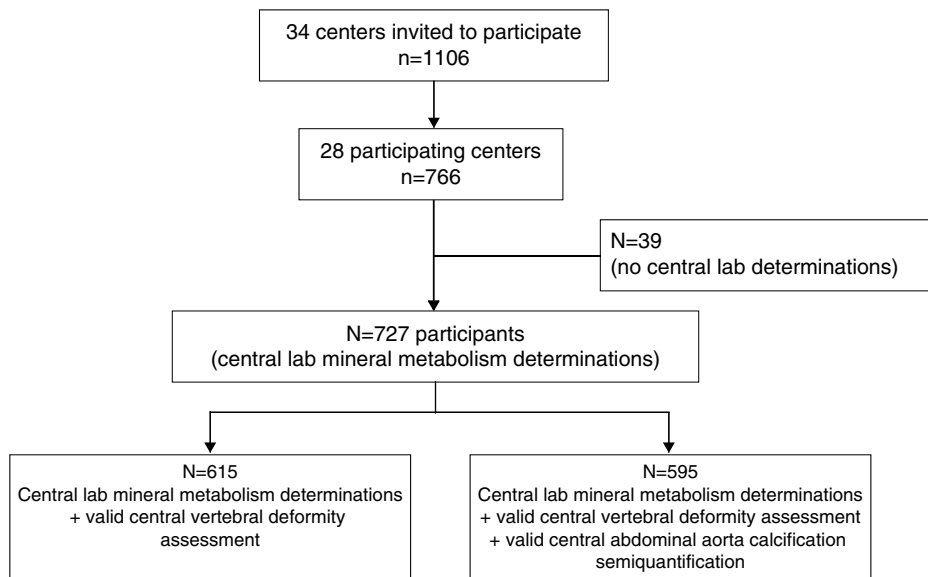 34 centers invited to participate
n=1106
28 participating centers
n=766
N=39
(no central lab determinations)
N=727 participants
(central lab mineral metabolism determinations)
N=615
Central lab mineral metabolism determinations
+ valid central vertebral deformity
assessment
N=595
Central lab mineral metabolism determinations
+ valid central vertebral deformity assessment
+ valid central abdominal aorta calcification
semiquantification